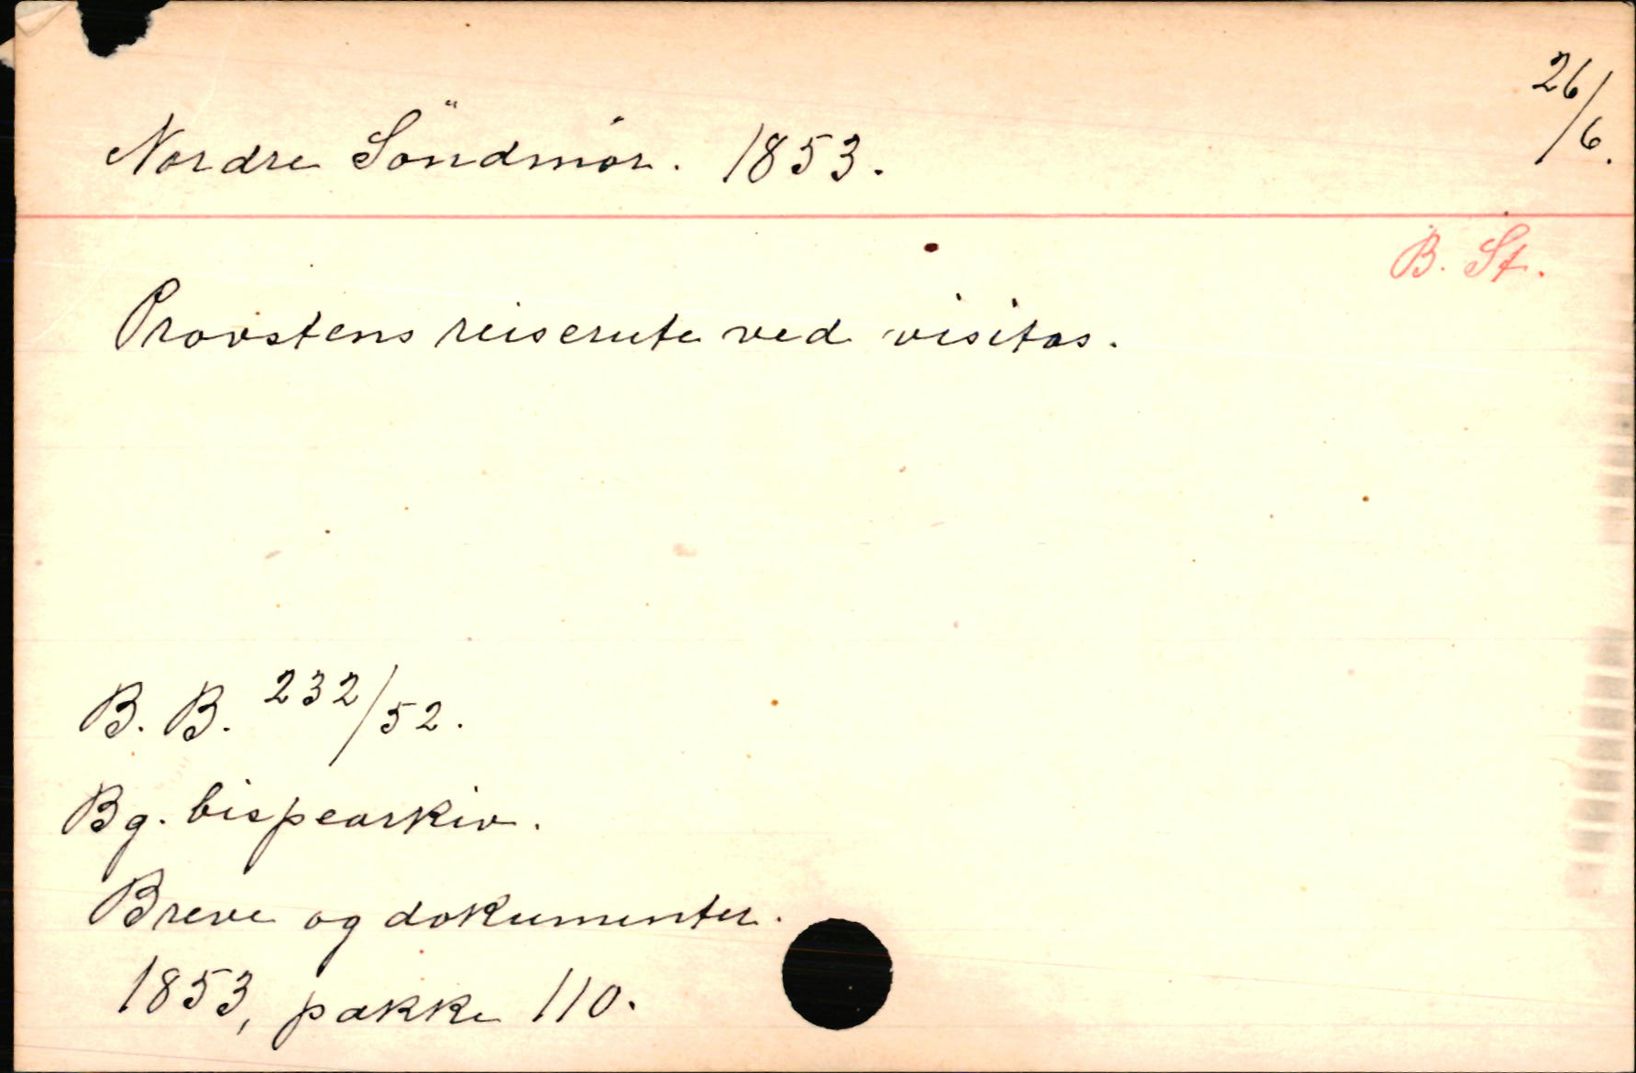 Nordre Söndmör. 1853. 26/6.
B. St.
Provstens reiserute ved visitas.
B. B. 232/52.
Bg. bispearkiv.
Breve og dokumenter.
1853, pakke 110.